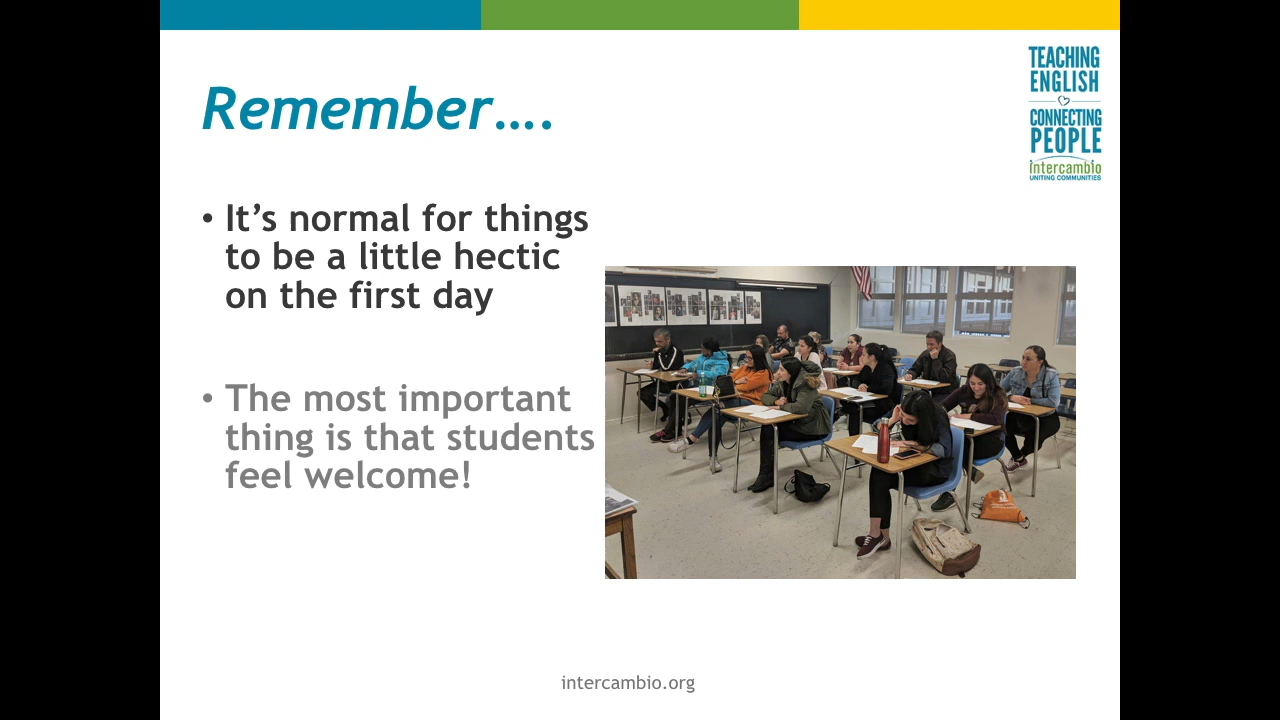 Remember….
TEACHING
ENGLISH
CONNECTING
PEOPLE
intercambio
UNITING COMMUNITIES
• It’s normal for things
to be a little hectic
on the first day
• The most important
thing is that students
feel welcome!
intercambio.org